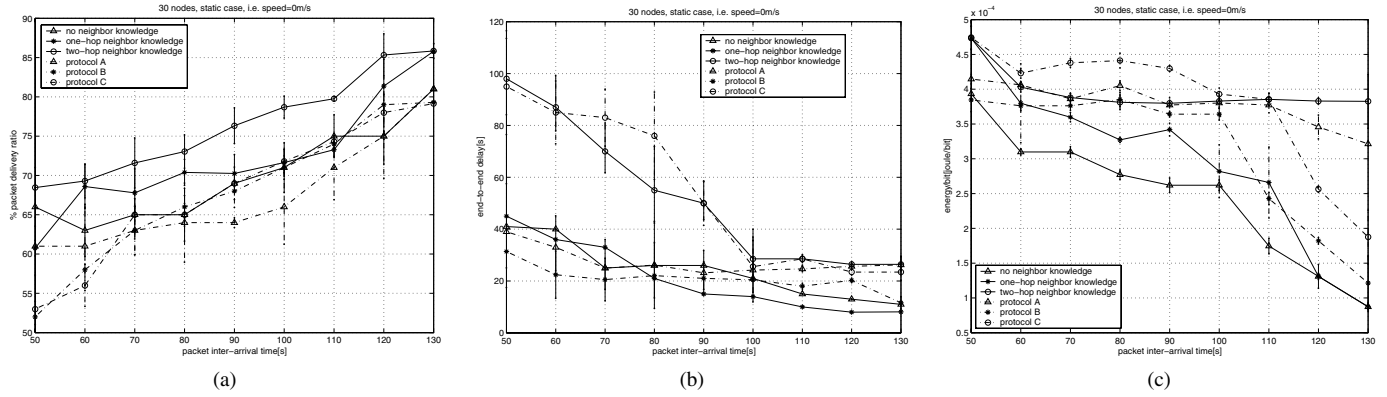 30 nodes, static case, i.e. speed=0m/s
90
85
80
75
70
65
60
55
50
% packet delivery ratio
no neighbor knowledge
one-hop neighbor knowledge
two-hop neighbor knowledge
protocol A
protocol B
protocol C
50 60 70 80 90 100 110 120 130
packet inter-arrival time[s]
(a)
30 nodes, static case, i.e. speed=0m/s
120
100
80
60
40
20
0
end-to-end delay[s]
no neighbor knowledge
one-hop neighbor knowledge
two-hop neighbor knowledge
protocol A
protocol B
protocol C
50 60 70 80 90 100 110 120 130
packet inter-arrival time[s]
(b)
x 10⁻⁴
30 nodes, static case, i.e. speed=0m/s
5
4.5
4
3.5
3
2.5
2
1.5
1
0.5
energy/bit[joule/bit]
no neighbor knowledge
one-hop neighbor knowledge
two-hop neighbor knowledge
protocol A
protocol B
protocol C
50 60 70 80 90 100 110 120 130
packet inter-arrival time[s]
(c)